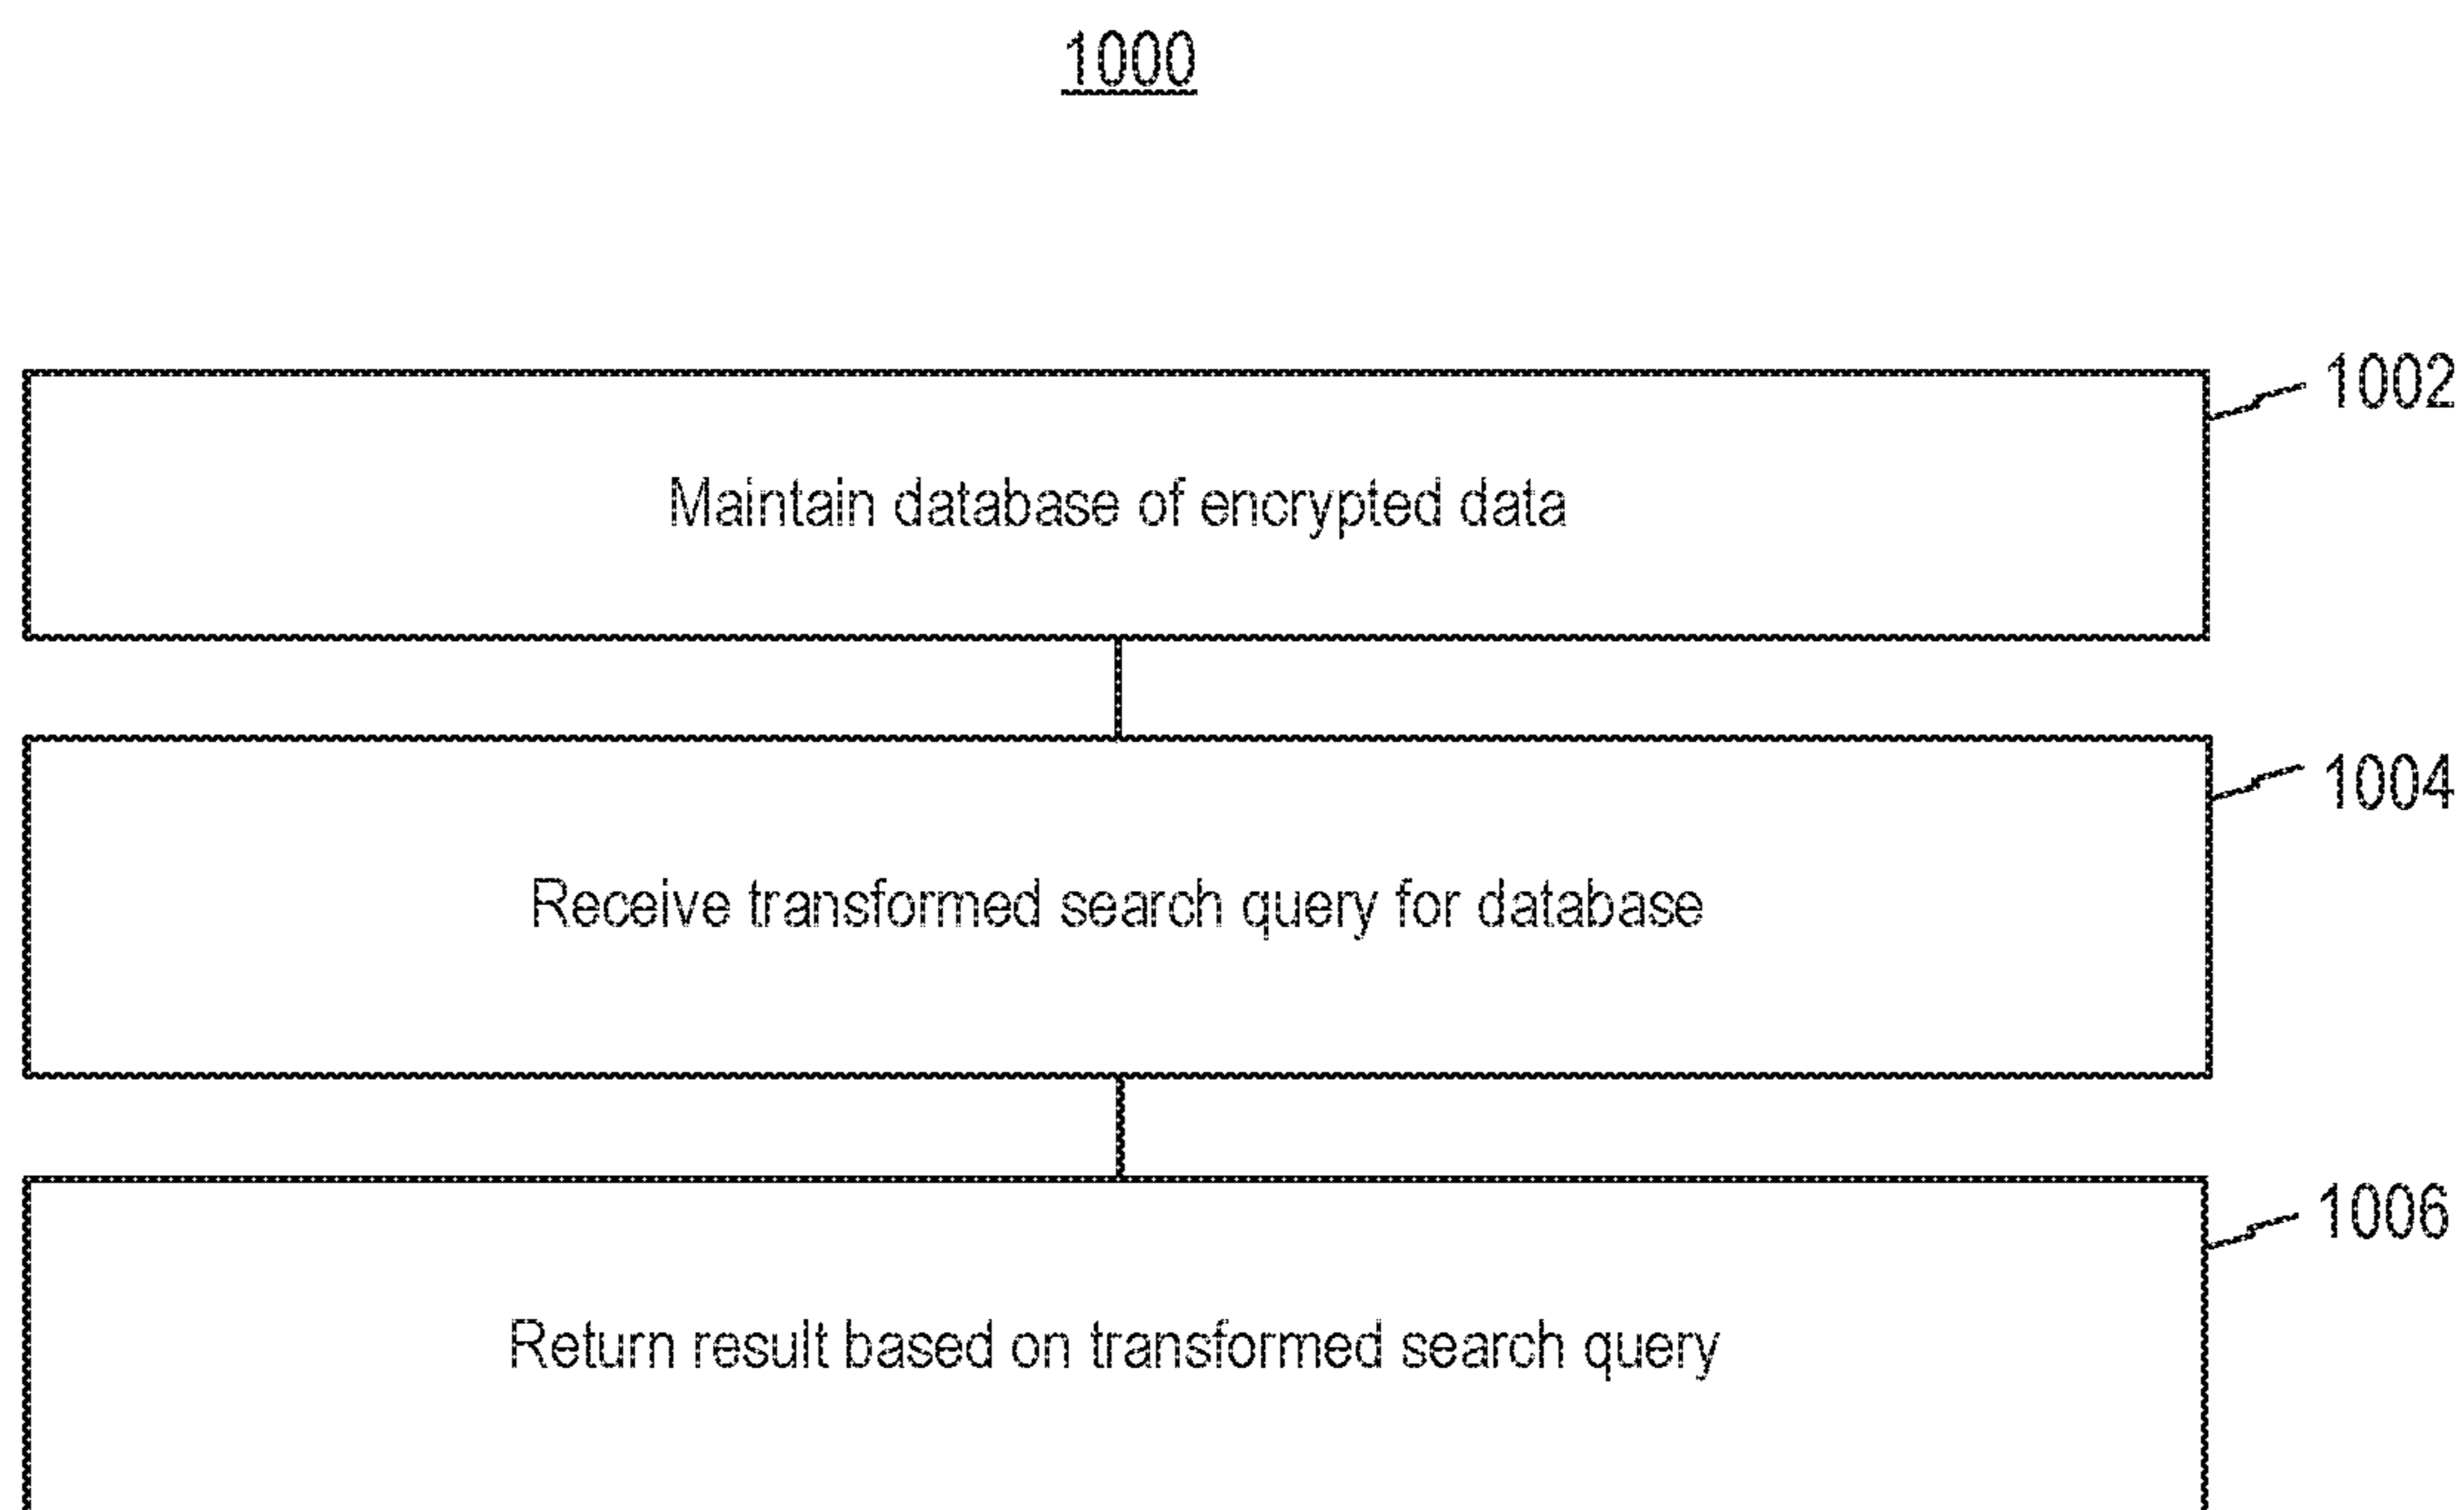 1000
1002
Maintain database of encrypted data
1004
Receive transformed search query for database
1006
Return result based on transformed search query